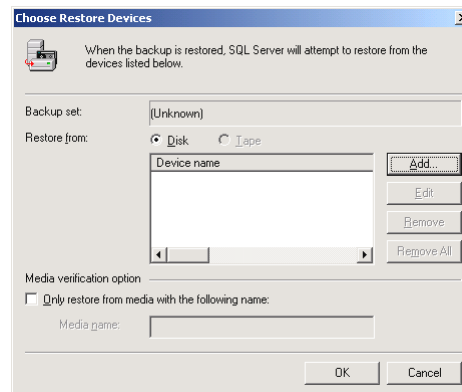 Choose Restore Devices
When the backup is restored, SQL Server will attempt to restore from the
devices listed below.
Backup set:
(Unknown)
Restore from:
Disk
Tape
Device name
Add...
Edit
Remove
Remove All
Media verification option
Only restore from media with the following name:
Media name:
OK
Cancel